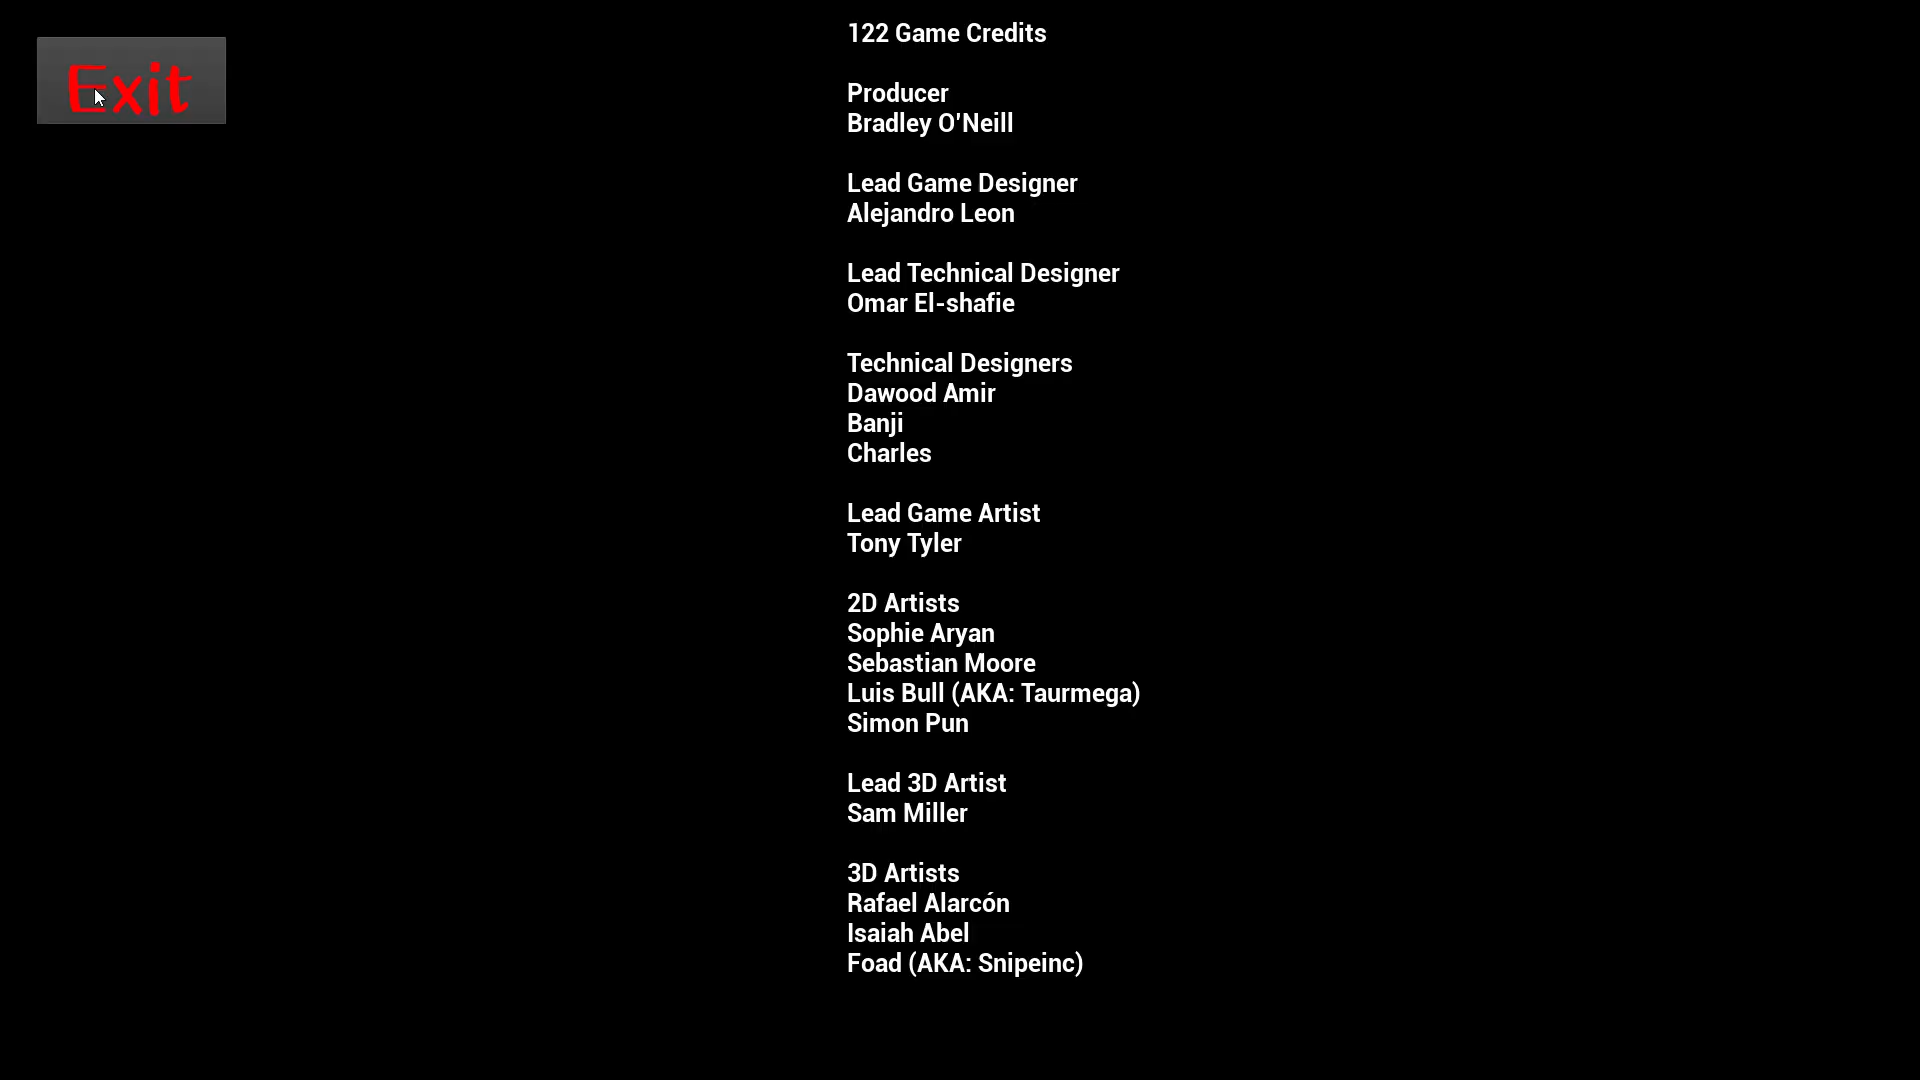 Exit
122 Game Credits
Producer
Bradley O'Neill
Lead Game Designer
Alejandro Leon
Lead Technical Designer
Omar El-shafie
Technical Designers
Dawood Amir
Banji
Charles
Lead Game Artist
Tony Tyler
2D Artists
Sophie Aryan
Sebastian Moore
Luis Bull (AKA: Taurmega)
Simon Pun
Lead 3D Artist
Sam Miller
3D Artists
Rafael Alarcón
Isaiah Abel
Foad (AKA: Snipeinc)